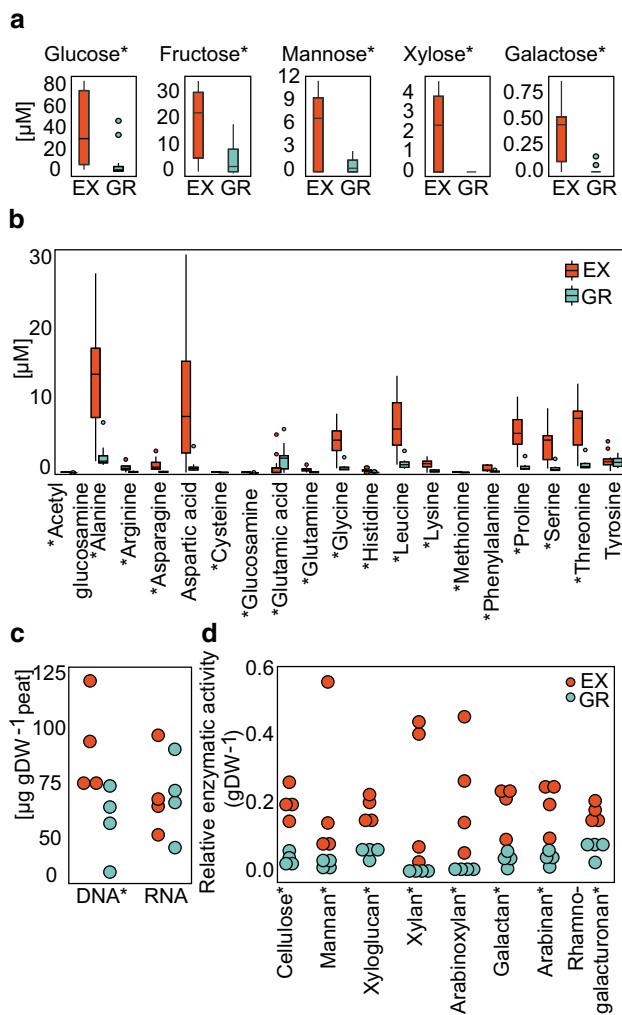 a
Glucose* Fructose* Mannose* Xylose* Galactose*
[µM]
80
60
40
20
0
EX GR
30
20
10
0
EX GR
12
9
6
3
0
EX GR
4
3
2
1
0
EX GR
0.75
0.50
0.25
0.00
EX GR
b
[µM]
30
20
10
0
EX
GR
*Acetyl
glucosamine
*Alanine
*Arginine
*Asparagine
Aspartic acid
*Cysteine
*Glucosamine
*Glutamic acid
*Glutamine
*Glycine
*Histidine
*Leucine
*Lysine
*Methionine
*Phenylalanine
*Proline
*Serine
*Threonine
Tyrosine
c
[µg gDW-1 peat]
125
100
75
50
0
DNA* RNA
d
Relative enzymatic activity
(gDW-1)
0.6
0.4
0.2
0.0
EX
GR
Cellulose*
Mannan*
Xyloglucan*
Xylan*
Arabinoxylan*
Galactan*
Arabinan*
Rhamno-
galacturonan*